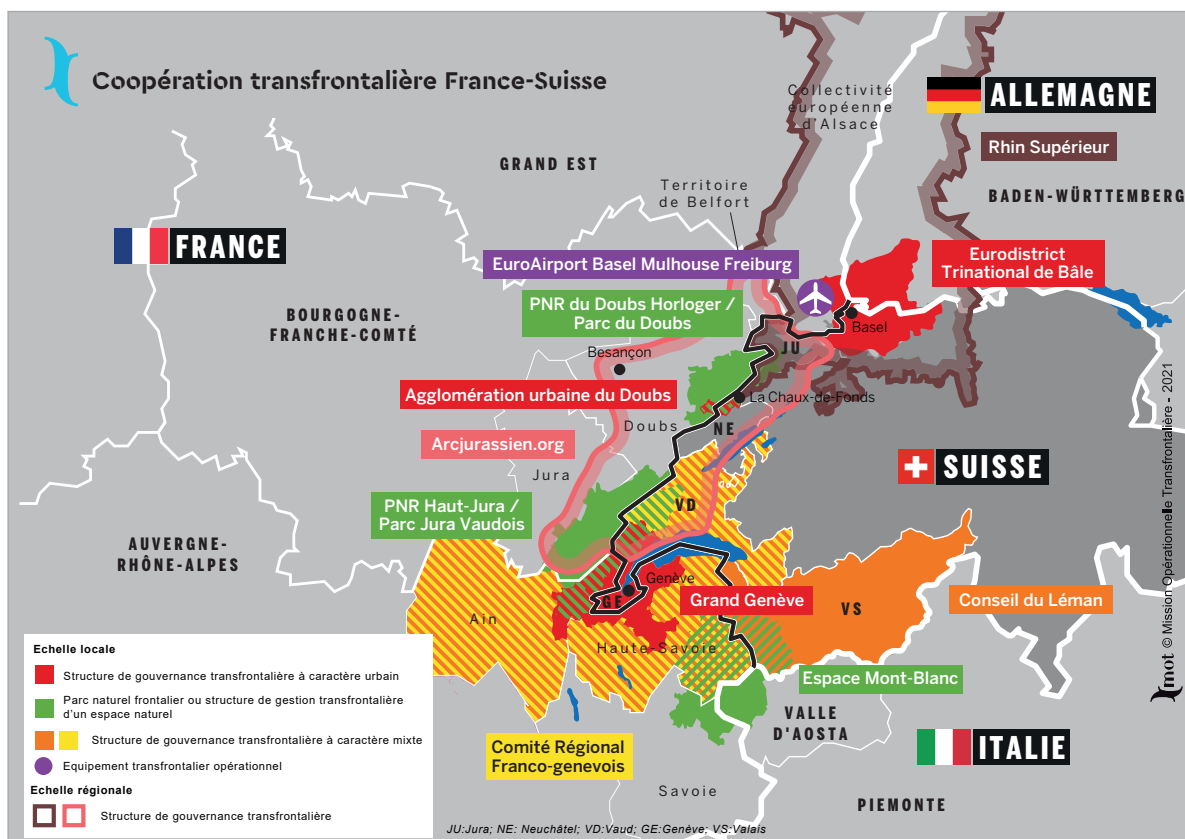 Coopération transfrontalière France-Suisse
Collectivité
européenne
d'Alsace
ALLEMAGNE
Rhin Supérieur
GRAND EST
Territoire
de Belfort
BADEN-WÜRTTEMBERG
FRANCE
EuroAirport Basel Mulhouse Freiburg
Eurodistrict
Trinational de Bâle
PNR du Doubs Horloger /
Parc du Doubs
BOURGOGNE-
FRANCHE-COMTÉ
Basel
JU
Besançon
Agglomération urbaine du Doubs
La Chaux-de-Fonds
Doubs
NE
Arcjurassien.org
SUISSE
Jura
PNR Haut-Jura /
Parc Jura Vaudois
VD
AUVERGNE-
RHÔNE-ALPES
Genève
GE
Grand Genève
VS
Conseil du Léman
Ain
Haute-Savoie
Espace Mont-Blanc
VALLE
D'AOSTA
ITALIE
Comité Régional
Franco-genevois
Savoie
PIEMONTE
Echelle locale
Structure de gouvernance transfrontalière à caractère urbain
Parc naturel frontalier ou structure de gestion transfrontalière
d'un espace naturel
Structure de gouvernance transfrontalière à caractère mixte
Equipement transfrontalier opérationnel
Echelle régionale
Structure de gouvernance transfrontalière
JU:Jura; NE: Neuchâtel; VD:Vaud; GE:Genève; VS:Valais
mot © Mission Opérationnelle Transfrontalière - 2021